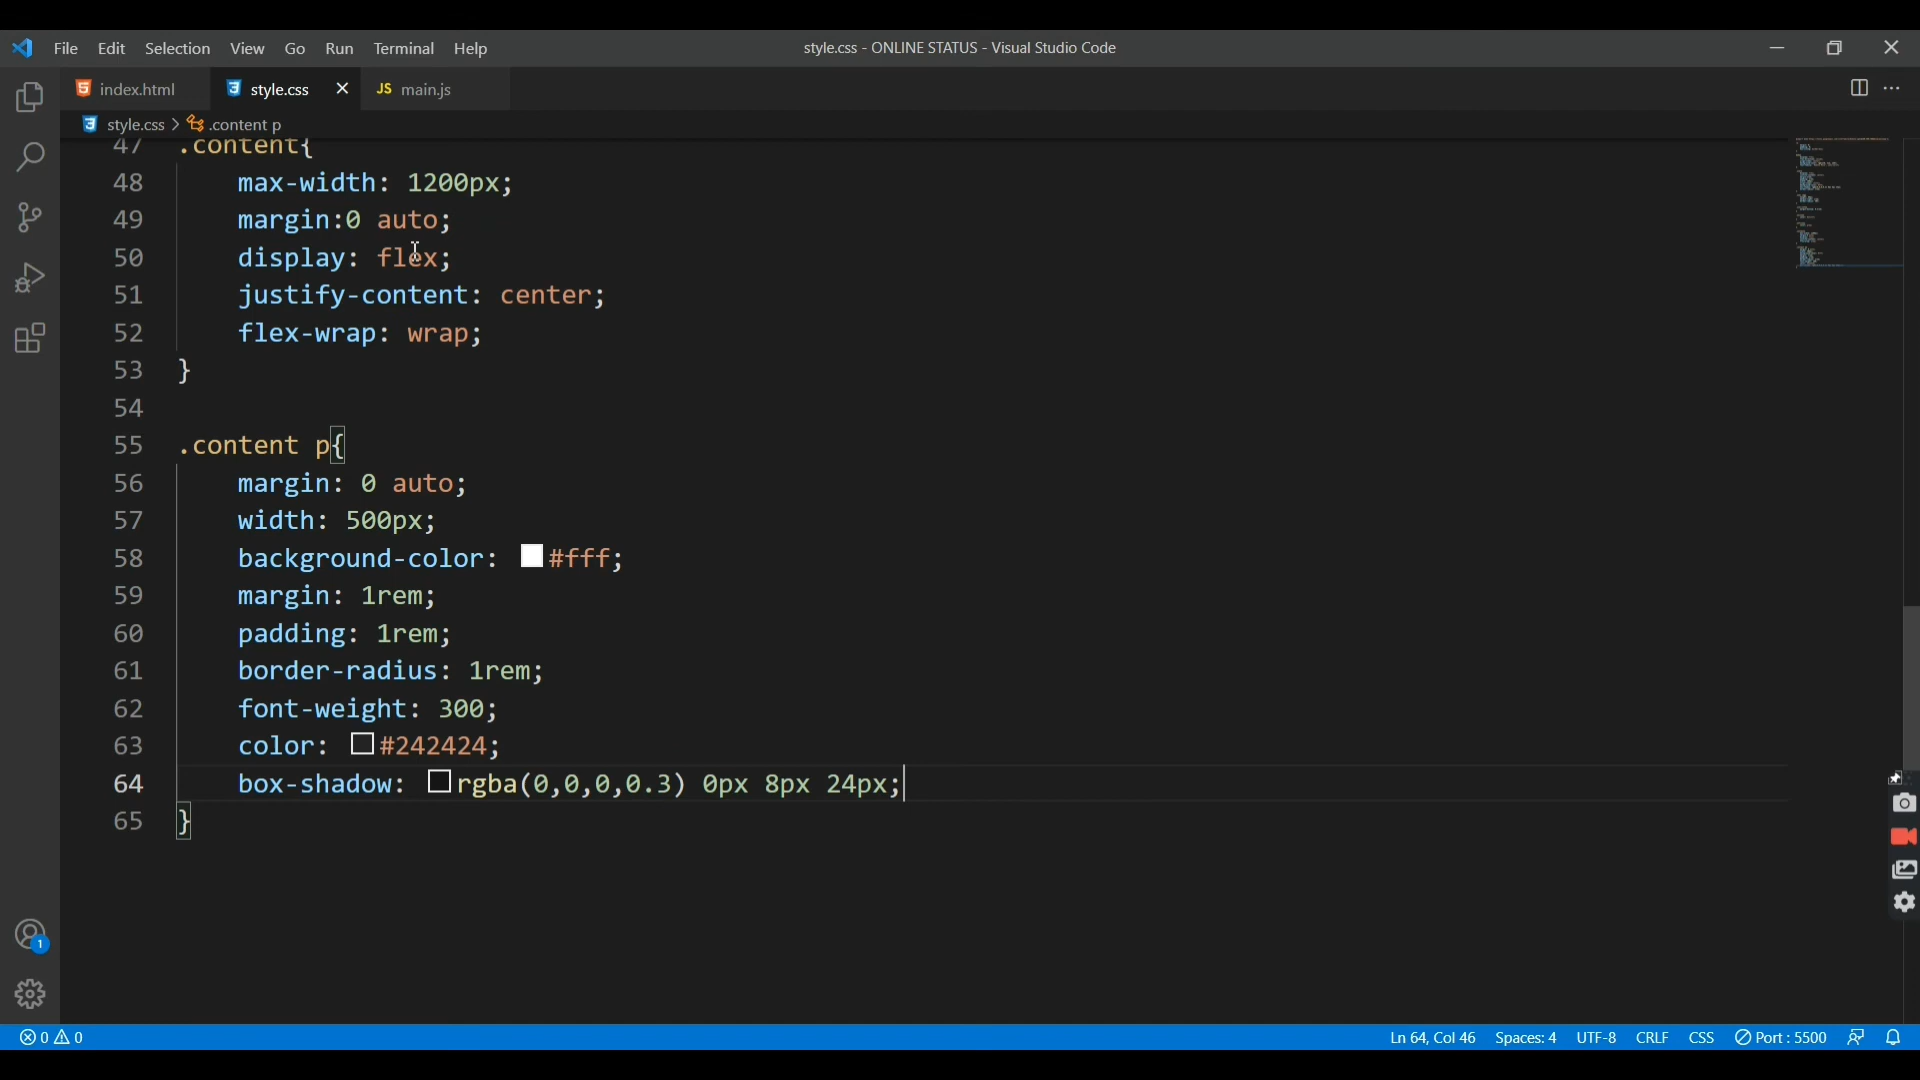 File Edit Selection View Go Run Terminal Help style.css - ONLINE STATUS - Visual Studio Code
index.html style.css JS main.js
style.css > .content p
47 .content{
48 max-width: 1200px;
49 margin:0 auto;
50 display: flex;
51 justify-content: center;
52 flex-wrap: wrap;
53 }
54
55 .content p{
56 margin: 0 auto;
57 width: 500px;
58 background-color: #fff;
59 margin: 1rem;
60 padding: 1rem;
61 border-radius: 1rem;
62 font-weight: 300;
63 color: #242424;
64 box-shadow: rgba(0,0,0,0.3) 0px 8px 24px;
65 }
1
0 0 Ln 64, Col 46 Spaces: 4 UTF-8 CRLF CSS Port : 5500